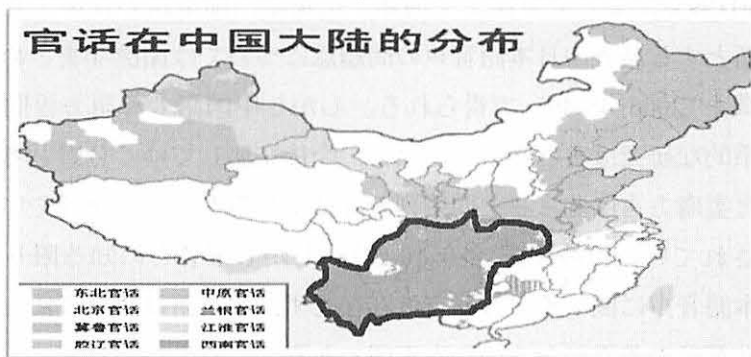 官话在中国大陆的分布
东北官话 中原官话
北京官话 兰银官话
冀鲁官话 江淮官话
胶辽官话 西南官话